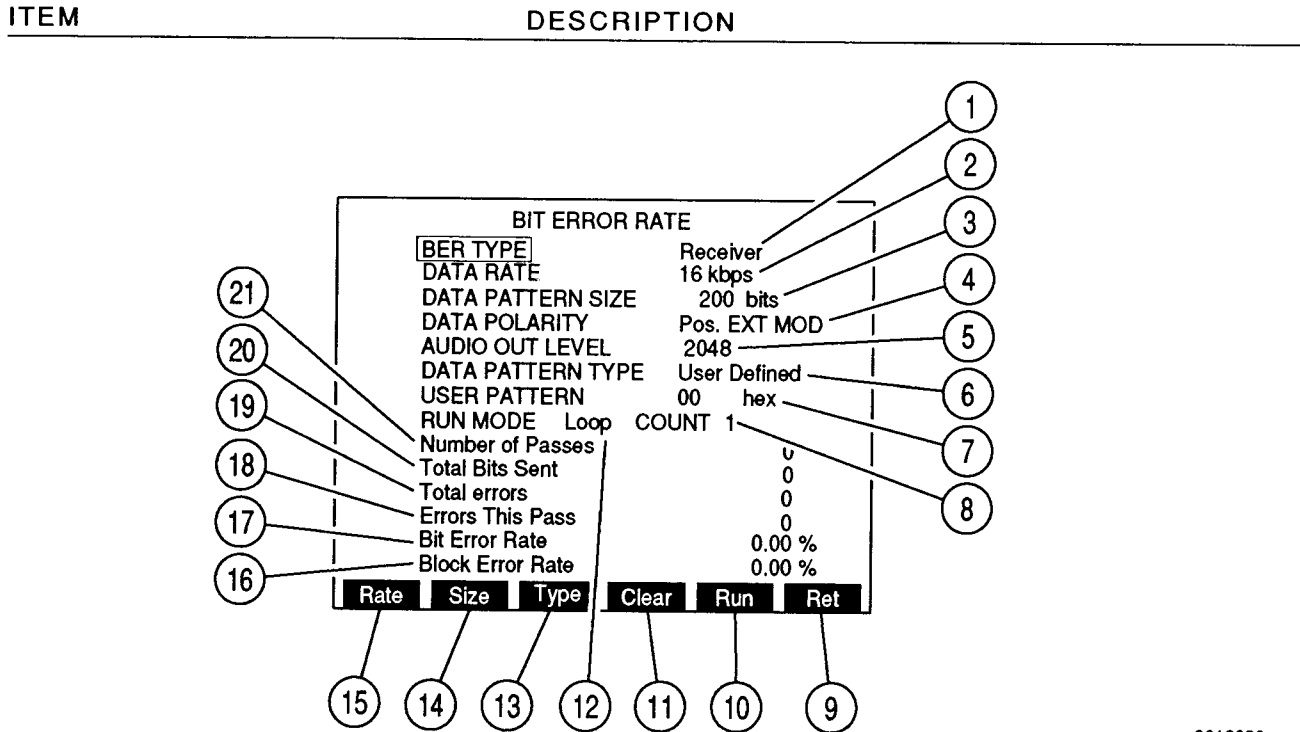 ITEM DESCRIPTION
1
2
3
4
5
6
7
8
BIT ERROR RATE
BER TYPE Receiver
DATA RATE 16 kbps
DATA PATTERN SIZE 200 bits
DATA POLARITY Pos. EXT MOD
AUDIO OUT LEVEL 2048
DATA PATTERN TYPE User Defined
USER PATTERN 00 hex
RUN MODE Loop COUNT 1
Number of Passes 0
Total Bits Sent 0
Total errors 0
Errors This Pass 0
Bit Error Rate 0.00 %
Block Error Rate 0.00 %
Rate Size Type Clear Run Ret
21
20
19
18
17
16
15 14 13 12 11 10 9